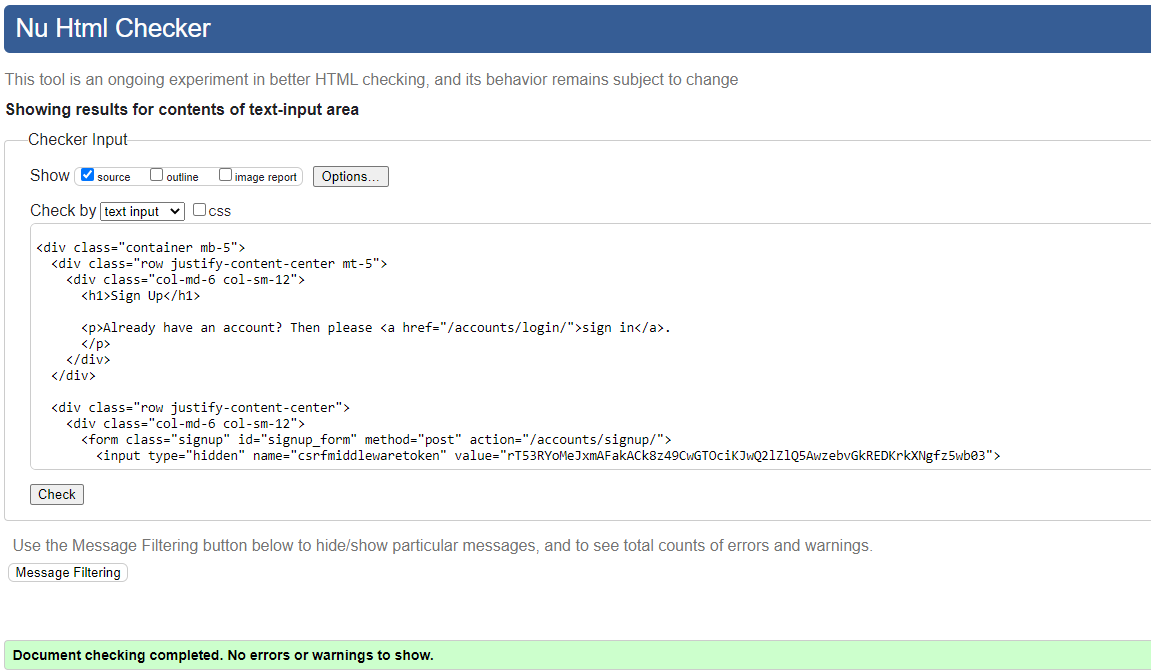 Nu Html Checker
This tool is an ongoing experiment in better HTML checking, and its behavior remains subject to change
Showing results for contents of text-input area
Checker Input
Show source outline image report Options...
Check by text input css
<div class="container mb-5">
<div class="row justify-content-center mt-5">
<div class="col-md-6 col-sm-12">
<h1>Sign Up</h1>
<p>Already have an account? Then please <a href="/accounts/login/">sign in</a>.
</p>
</div>
</div>
<div class="row justify-content-center">
<div class="col-md-6 col-sm-12">
<form class="signup" id="signup_form" method="post" action="/accounts/signup/">
<input type="hidden" name="csrfmiddlewaretoken" value="rT53RYoMeJxmAFakACk8z49CwGTOciKJwQ2lZlQ5AwzebvGkREDKrkXNgfz5wb03">
Check
Use the Message Filtering button below to hide/show particular messages, and to see total counts of errors and warnings.
Message Filtering
Document checking completed. No errors or warnings to show.